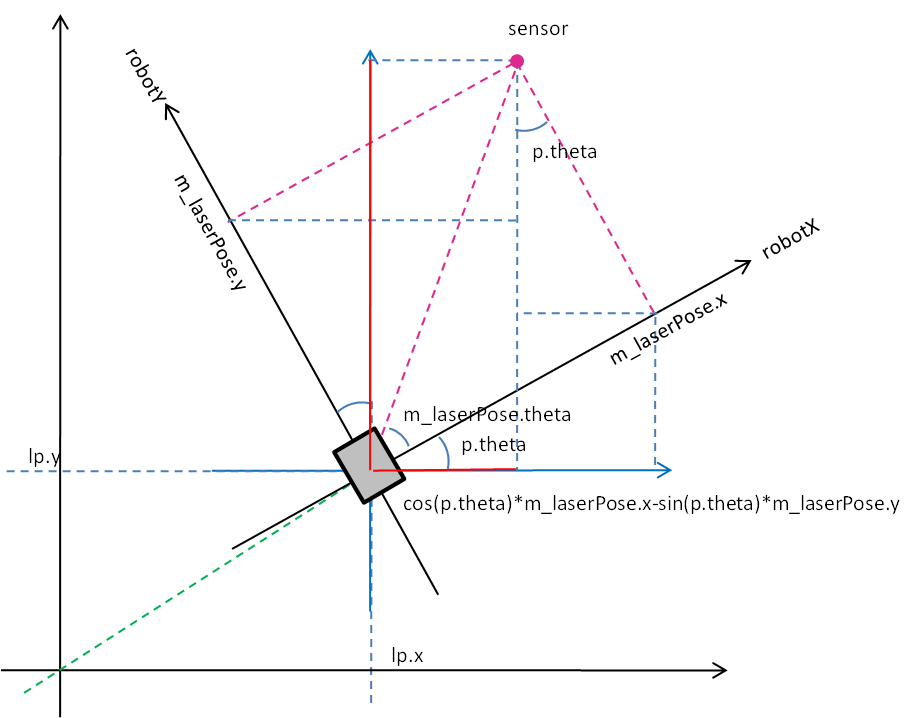 sensor
robotY
p.theta
m_laserPose.y
robotX
m_laserPose.x
m_laserPose.theta
p.theta
lp.y
cos(p.theta)*m_laserPose.x-sin(p.theta)*m_laserPose.y
lp.x